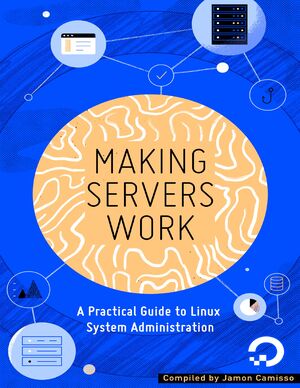 MAKING
SERVERS
WORK
A Practical Guide to Linux
System Administration
Compiled by Jamon Camisso